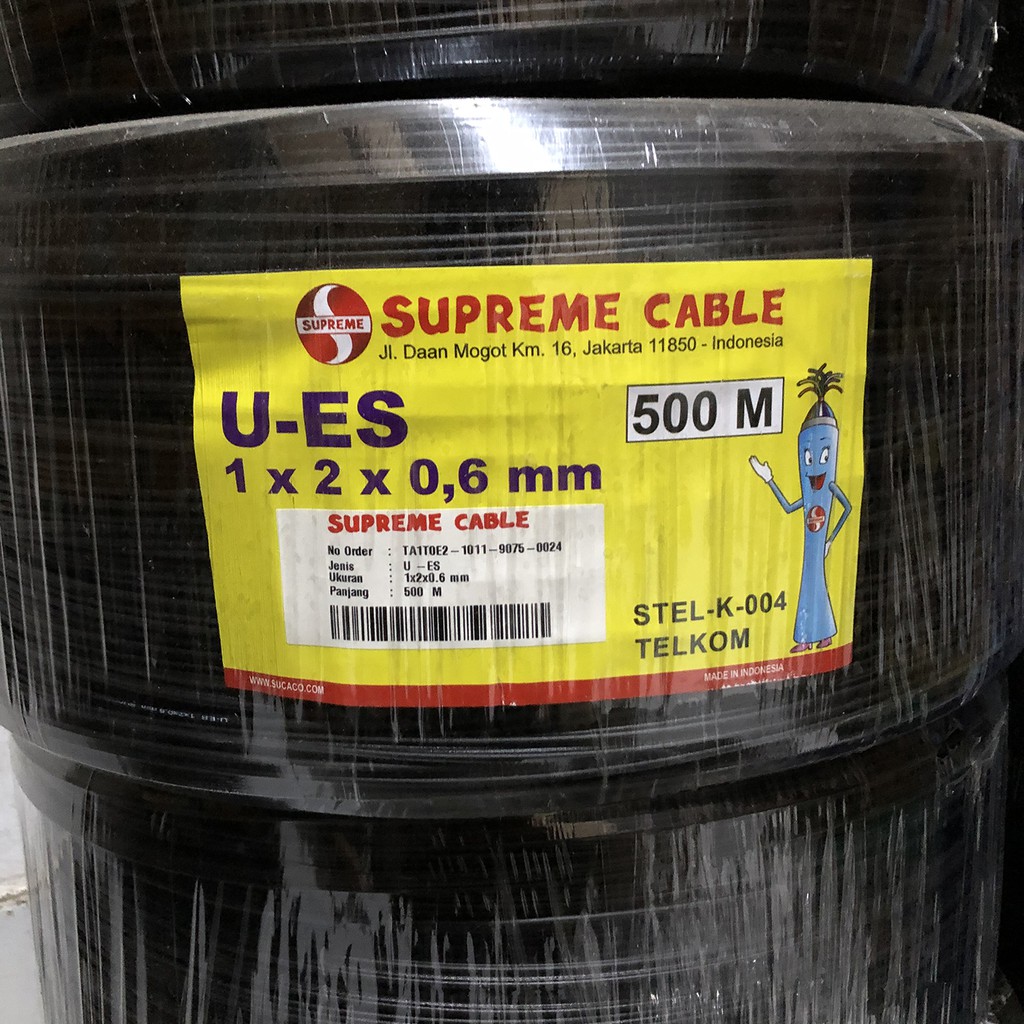 SUPREME
SUPREME CABLE
Jl. Daan Mogot Km. 16, Jakarta 11850 - Indonesia
U-ES
500 M
1 x 2 x 0,6 mm
SUPREME CABLE
No Order : TA1T0E2-1011-9075-0024
Jenis : U -ES
Ukuran : 1x2x0.6 mm
Panjang : 500 M
STEL-K-004
TELKOM
WWW.SUCACO.COM
MADE IN INDONESIA